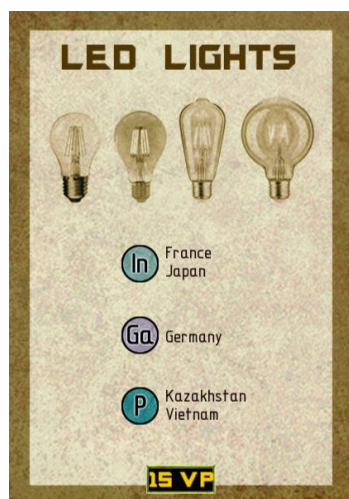 LED LIGHTS
In
France
Japan
Ga
Germany
P
Kazakhstan
Vietnam
15 VP